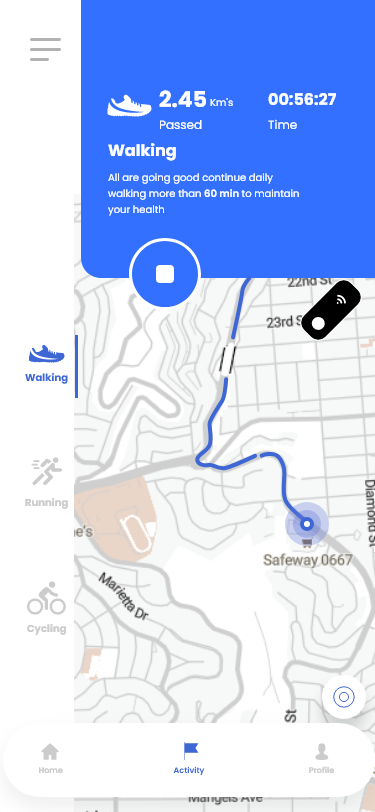 2.45 Km's
Passed
00:56:27
Time
Walking
All are going good continue daily
walking more than 60 min to maintain
your health
22nd St
23rd S
Walking
Running
Cycling
Diamond S
e's
Safeway 0667
Marietta Dr
St
Home
Activity
Profile
Mangels Ave